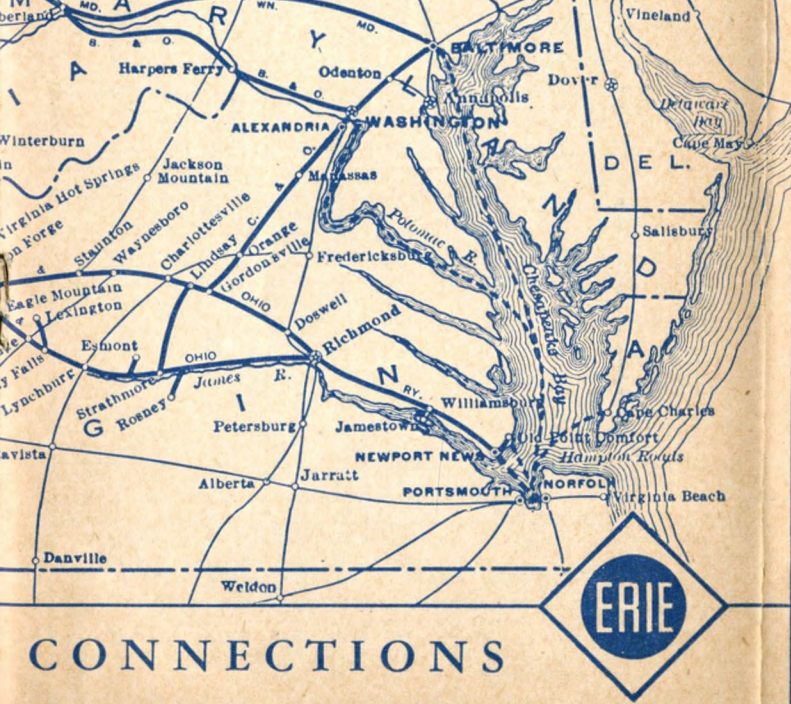 MD.
A
R
WN.
MD.
Y
L
A
N
D
BALTIMORE
Vineland
B. & O.
Harpers Ferry
B. & O.
Odenton
Dover
Annapolis
Delaware
Bay
I A
ALEXANDRIA
WASHINGTON
Cape May
Winterburn
Jackson
Mountain
Manassas
DEL.
Virginia Hot Springs
Staunton
Waynesboro
Charlottesville
Lindsay
Orange
Gordonsville
C. & O.
Potomac R.
Fredericksburg
Salisbury
Eagle Mountain
Lexington
OHIO
Doswell
Richmond
Chesapeake Bay
A
Esmont
OHIO
Lynchburg
Strathmore
Rosney
James R.
N
RY.
Williamsburg
G
I
Petersburg
Jamestown
Cape Charles
Old Point Comfort
NEWPORT NEWS
Hampton Roads
Alberta
Jarratt
PORTSMOUTH
NORFOLK
Virginia Beach
Danville
Weldon
ERIE
CONNECTIONS